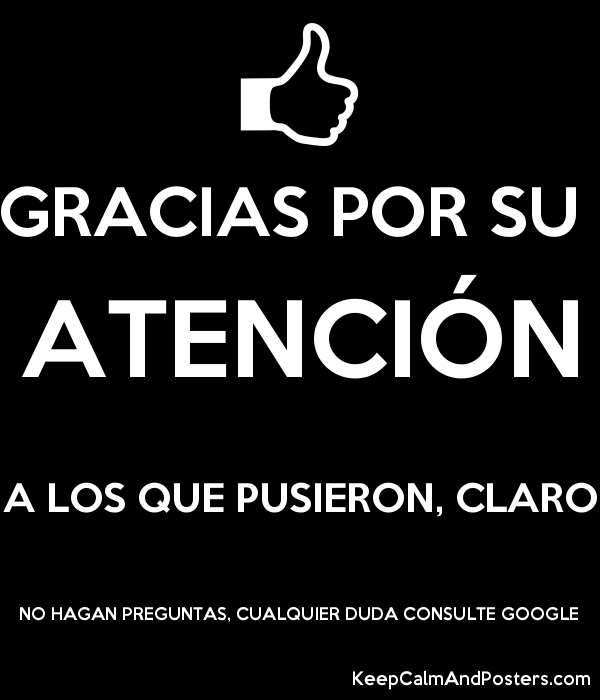 GRACIAS POR SU
ATENCIÓN
A LOS QUE PUSIERON, CLARO
NO HAGAN PREGUNTAS, CUALQUIER DUDA CONSULTE GOOGLE
KeepCalmAndPosters.com